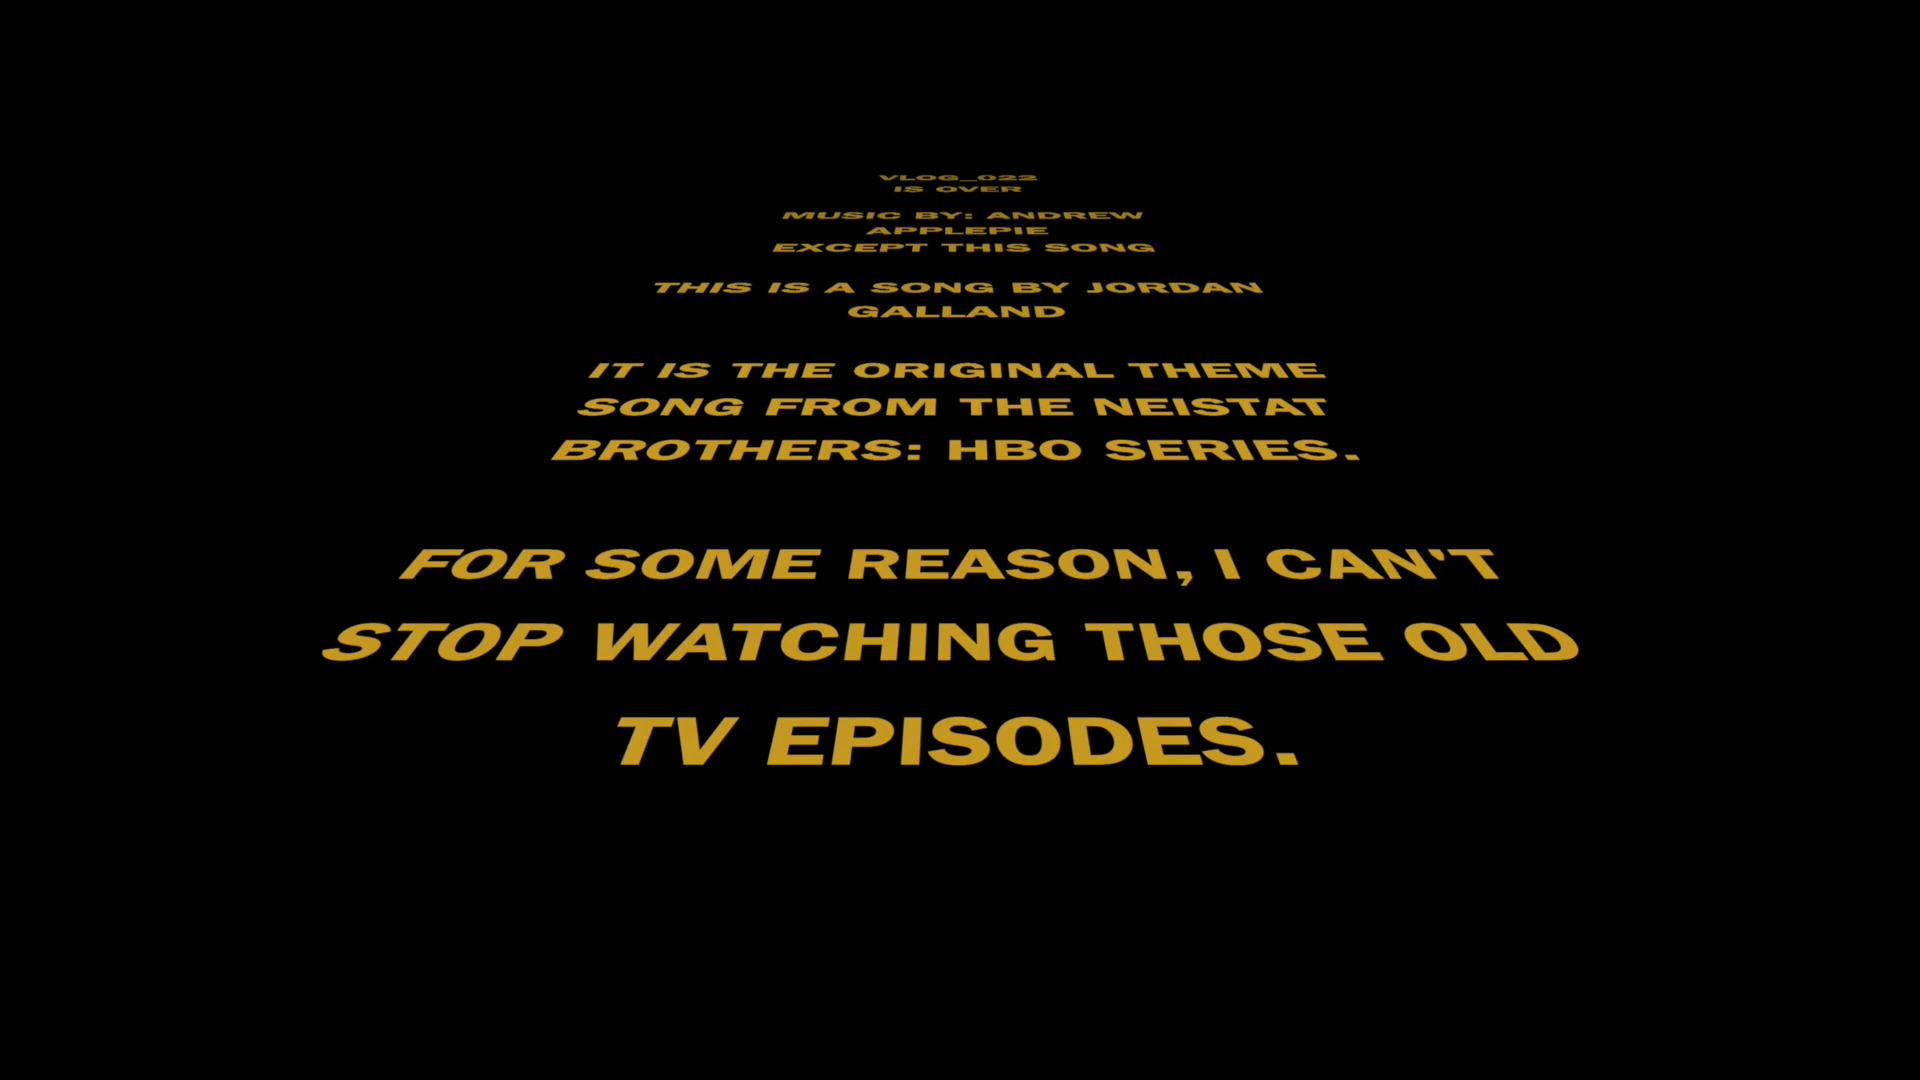 VLOG_022
IS OVER
MUSIC BY: ANDREW
APPLEPIE
EXCEPT THIS SONG
THIS IS A SONG BY JORDAN
GALLAND
IT IS THE ORIGINAL THEME
SONG FROM THE NEISTAT
BROTHERS: HBO SERIES.
FOR SOME REASON, I CAN'T
STOP WATCHING THOSE OLD
TV EPISODES.